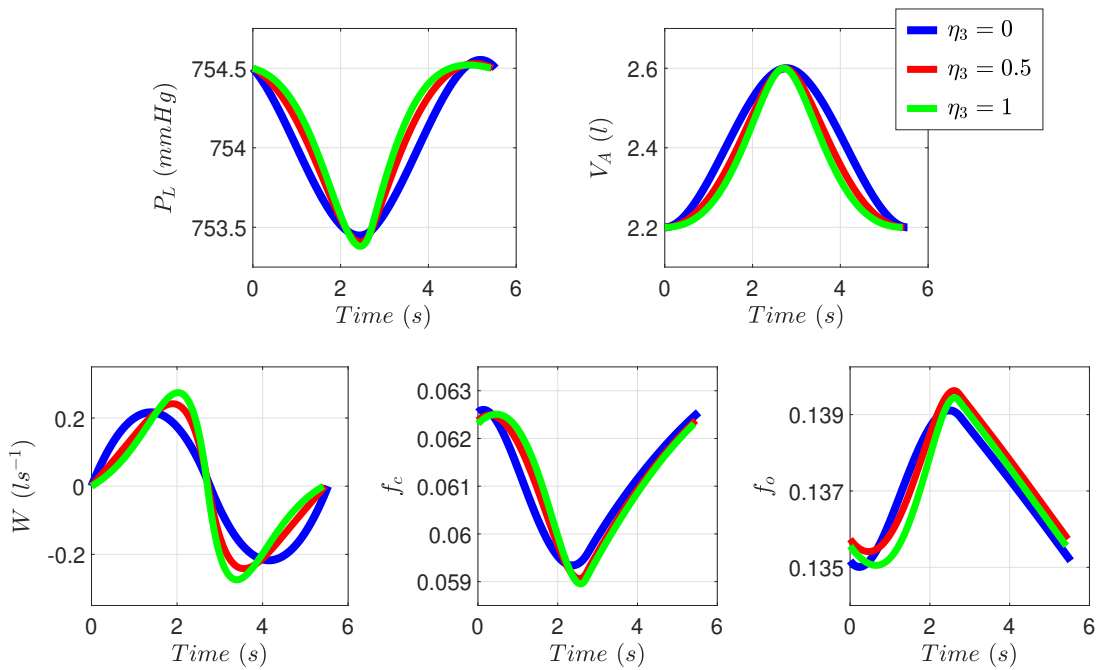 η₃ = 0
η₃ = 0.5
η₃ = 1
P_L (mmHg)
754.5
754
753.5
0 2 4 6
Time (s)
V_A (l)
2.6
2.4
2.2
0 2 4 6
Time (s)
W (ls⁻¹)
0.2
0
-0.2
0 2 4 6
Time (s)
f_c
0.063
0.062
0.061
0.06
0.059
0 2 4 6
Time (s)
f_o
0.139
0.137
0.135
0 2 4 6
Time (s)